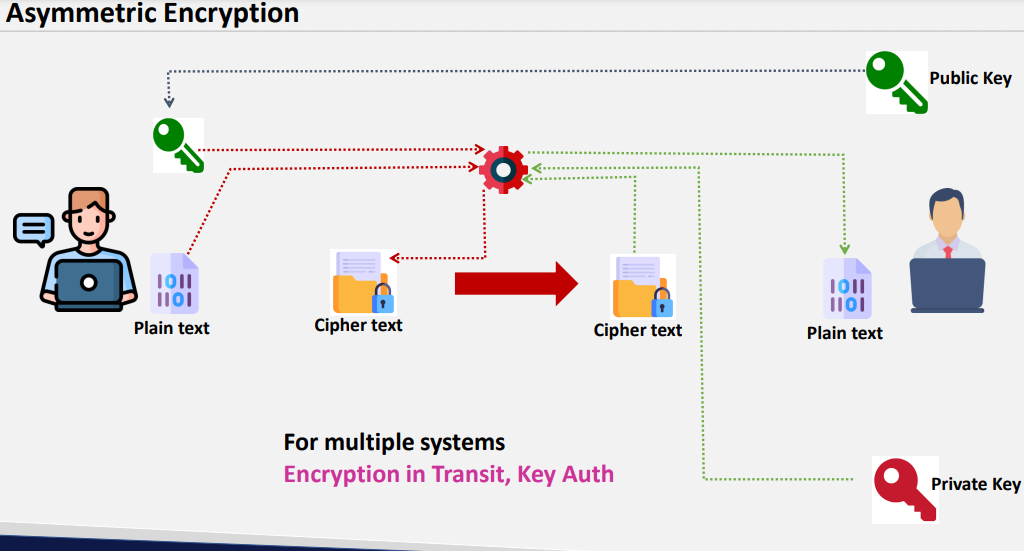 Asymmetric Encryption
Public Key
Plain text
Cipher text
Cipher text
Plain text
For multiple systems
Encryption in Transit, Key Auth
Private Key